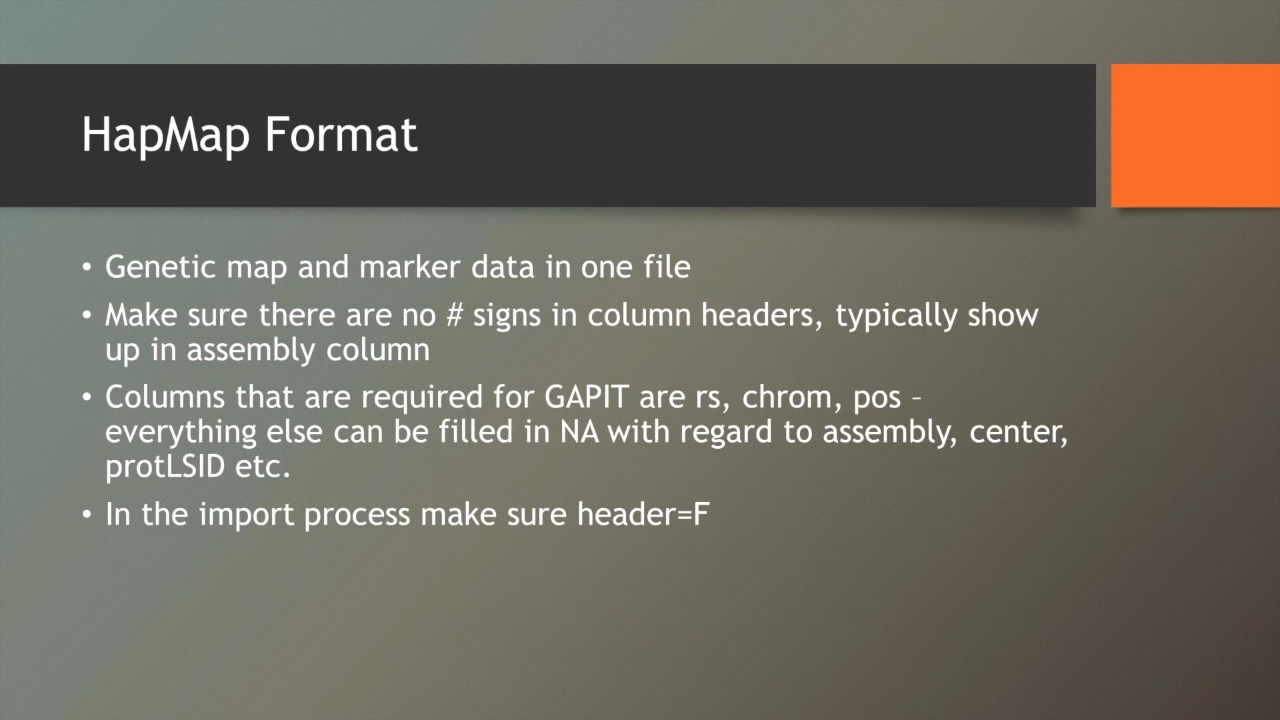 HapMap Format
• Genetic map and marker data in one file
• Make sure there are no # signs in column headers, typically show
up in assembly column
• Columns that are required for GAPIT are rs, chrom, pos –
everything else can be filled in NA with regard to assembly, center,
protLSID etc.
• In the import process make sure header=F